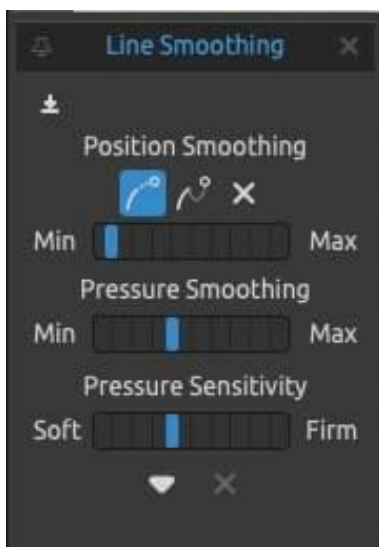 Line Smoothing
Position Smoothing
Min Max
Pressure Smoothing
Min Max
Pressure Sensitivity
Soft Firm